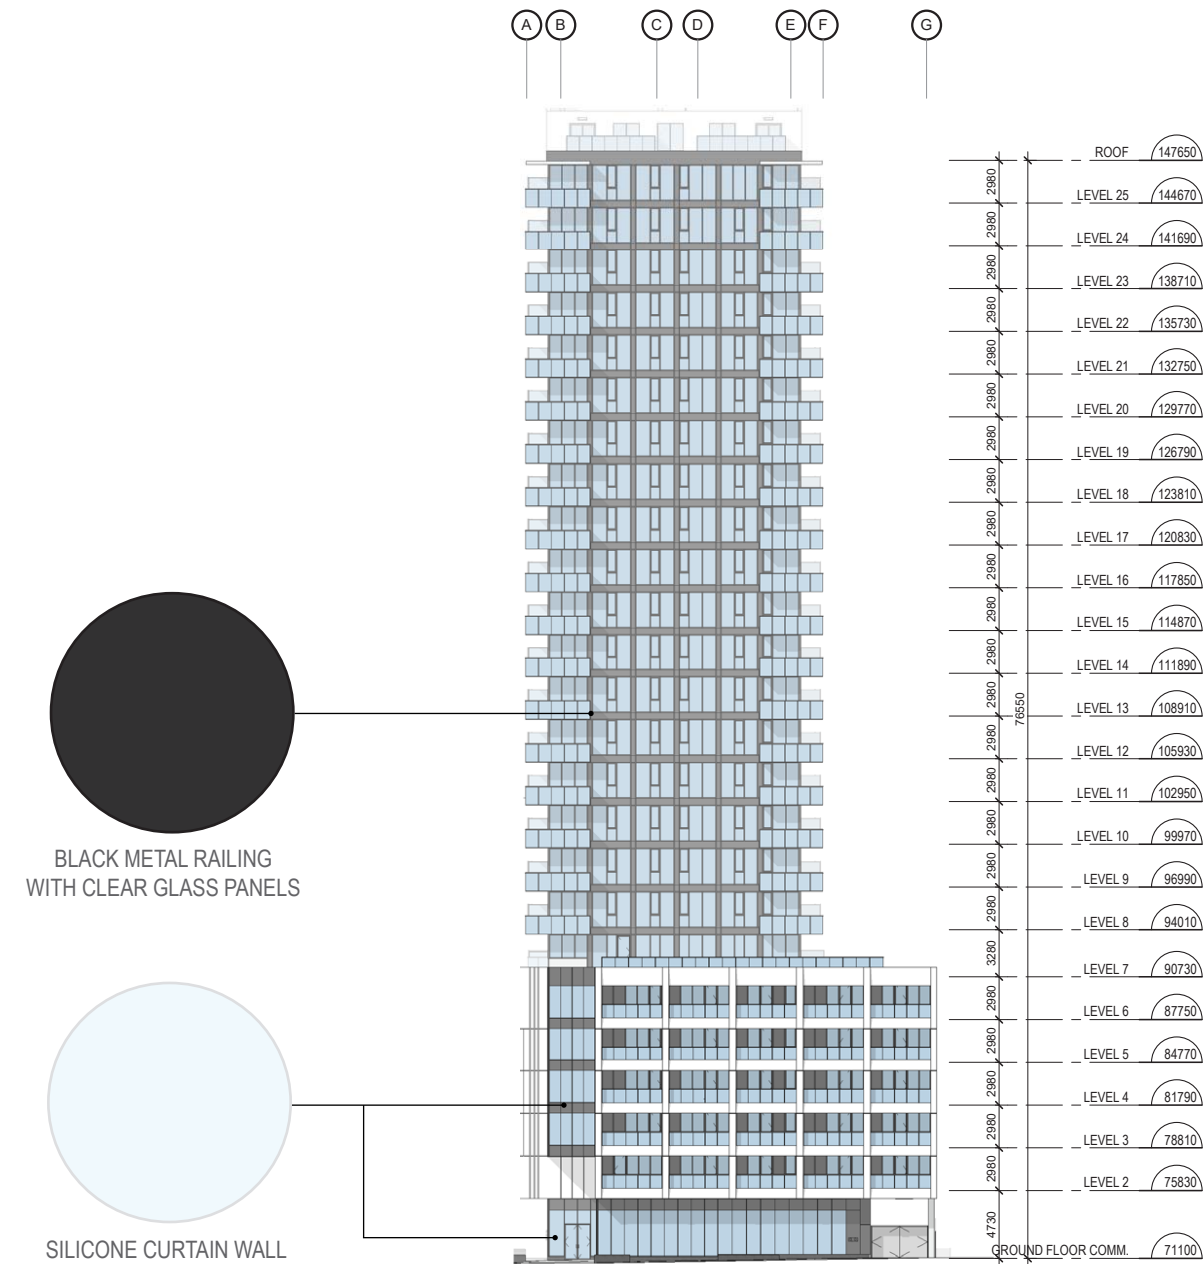 A B C D E F G
ROOF 147650
2980
LEVEL 25 144670
2980
LEVEL 24 141690
2980
LEVEL 23 138710
2980
LEVEL 22 135730
2980
LEVEL 21 132750
2980
LEVEL 20 129770
2980
LEVEL 19 126790
2980
LEVEL 18 123810
2980
LEVEL 17 120830
2980
LEVEL 16 117850
2980
LEVEL 15 114870
2980
LEVEL 14 111890
2980
LEVEL 13 108910
76550
2980
LEVEL 12 105930
2980
LEVEL 11 102950
2980
LEVEL 10 99970
2980
LEVEL 9 96990
2980
LEVEL 8 94010
3280
LEVEL 7 90730
2980
LEVEL 6 87750
2980
LEVEL 5 84770
2980
LEVEL 4 81790
2980
LEVEL 3 78810
2980
LEVEL 2 75830
4730
GROUND FLOOR COMM. 71100
BLACK METAL RAILING
WITH CLEAR GLASS PANELS
SILICONE CURTAIN WALL